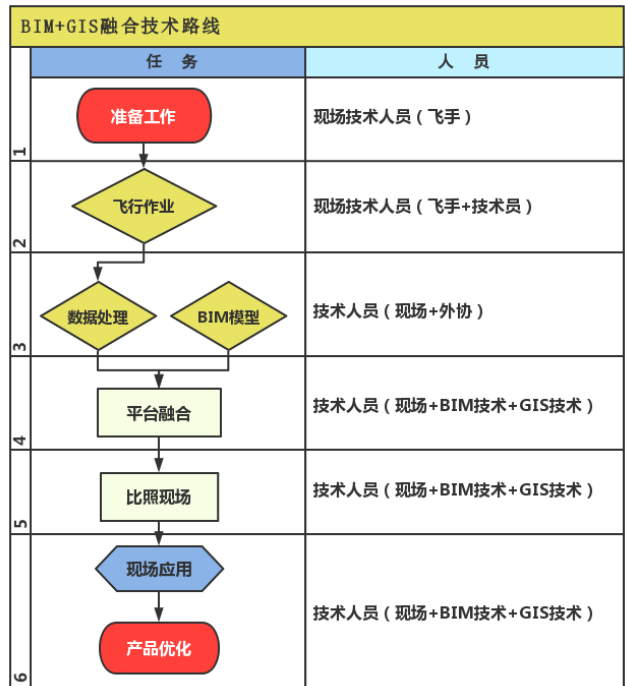 BIM+GIS融合技术路线
任 务
人 员
准备工作
现场技术人员（飞手）
1
飞行作业
现场技术人员（飞手+技术员）
2
数据处理
BIM模型
技术人员（现场+外协）
3
平台融合
技术人员（现场+BIM技术+GIS技术）
4
比照现场
技术人员（现场+BIM技术+GIS技术）
5
现场应用
技术人员（现场+BIM技术+GIS技术）
产品优化
6